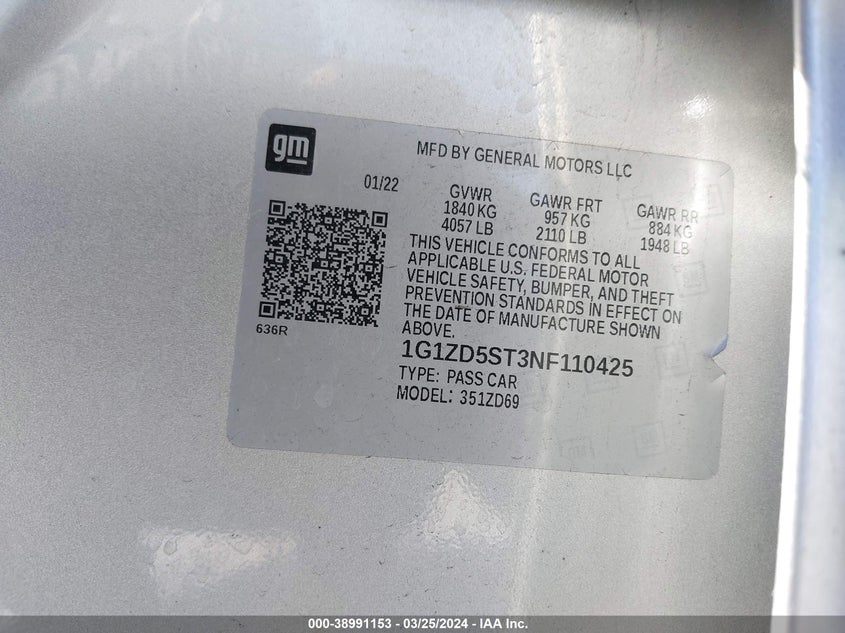 gm
MFD BY GENERAL MOTORS LLC
01/22
GVWR
1840 KG
4057 LB
GAWR FRT
957 KG
2110 LB
GAWR RR
884 KG
1948 LB
THIS VEHICLE CONFORMS TO ALL
APPLICABLE U.S. FEDERAL MOTOR
VEHICLE SAFETY, BUMPER, AND THEFT
PREVENTION STANDARDS IN EFFECT ON
THE DATE OF MANUFACTURE SHOWN
ABOVE.
636R
1G1ZD5ST3NF110425
TYPE: PASS CAR
MODEL: 351ZD69
000-38991153 - 03/25/2024 - IAA Inc.